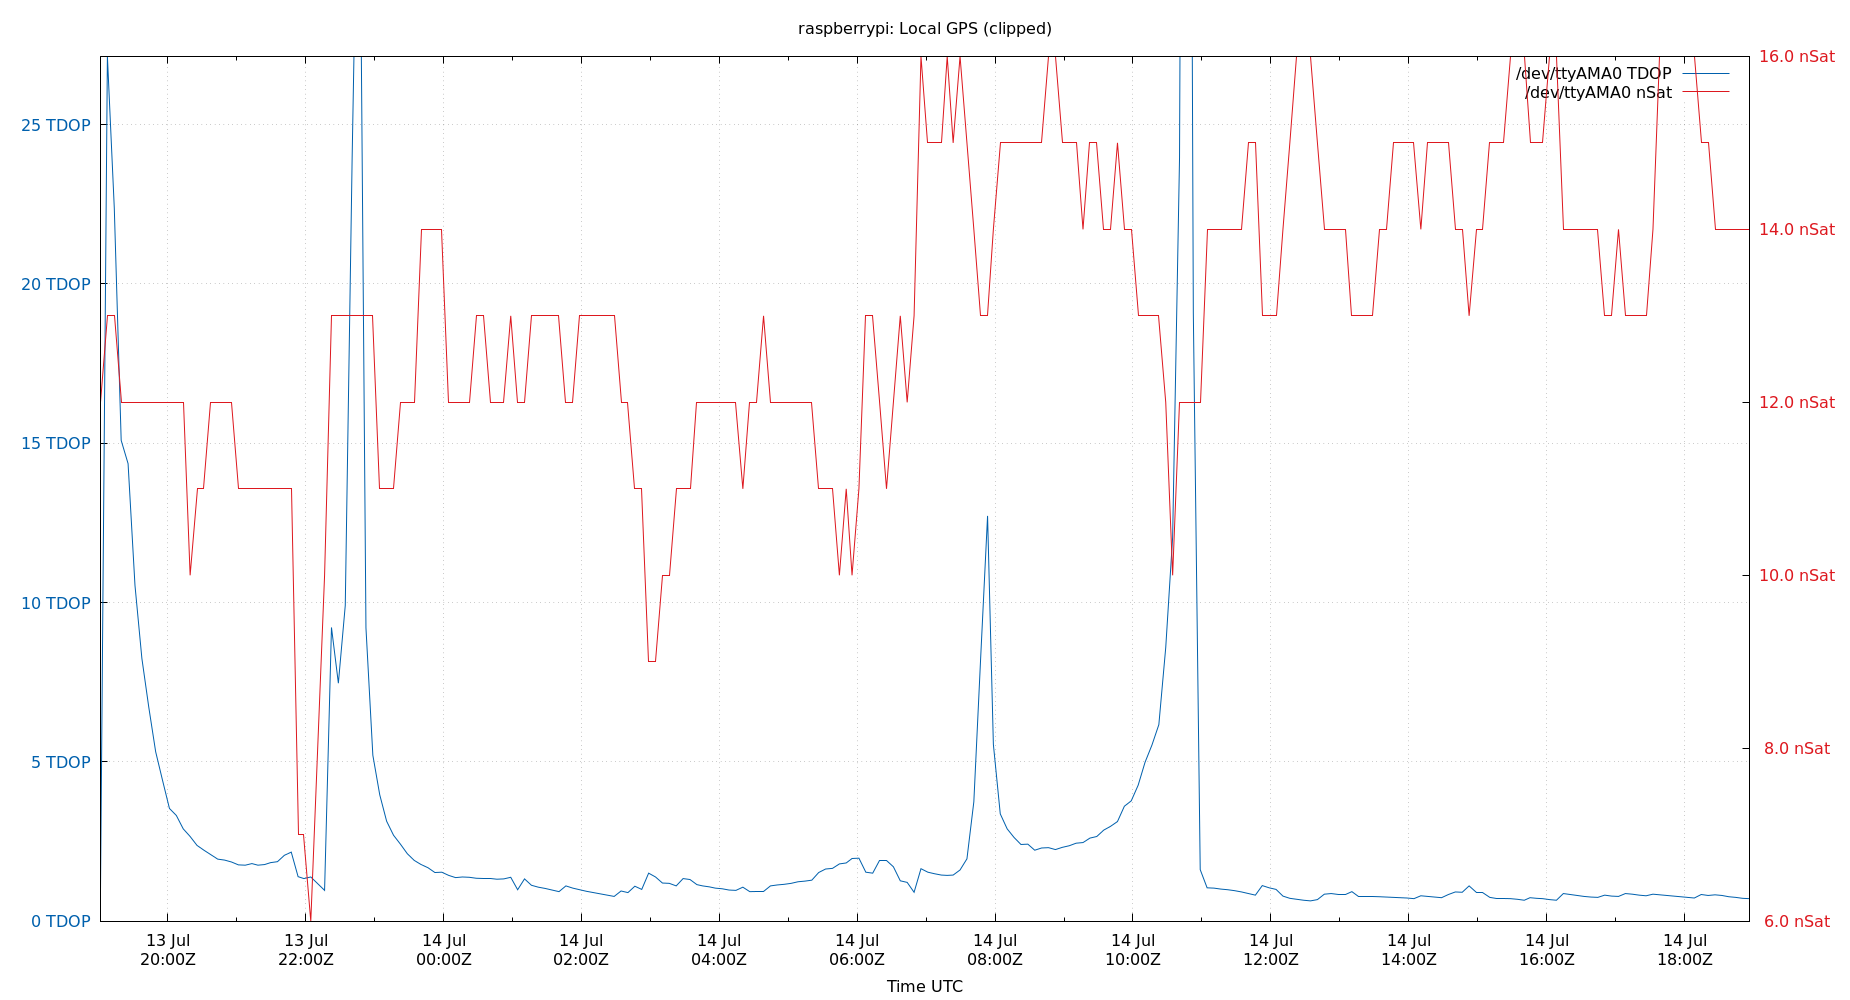 raspberrypi: Local GPS (clipped)
/dev/ttyAMA0 TDOP
/dev/ttyAMA0 nSat
25 TDOP
20 TDOP
15 TDOP
10 TDOP
5 TDOP
0 TDOP
16.0 nSat
14.0 nSat
12.0 nSat
10.0 nSat
8.0 nSat
6.0 nSat
13 Jul
20:00Z
13 Jul
22:00Z
14 Jul
00:00Z
14 Jul
02:00Z
14 Jul
04:00Z
14 Jul
06:00Z
14 Jul
08:00Z
14 Jul
10:00Z
14 Jul
12:00Z
14 Jul
14:00Z
14 Jul
16:00Z
14 Jul
18:00Z
Time UTC